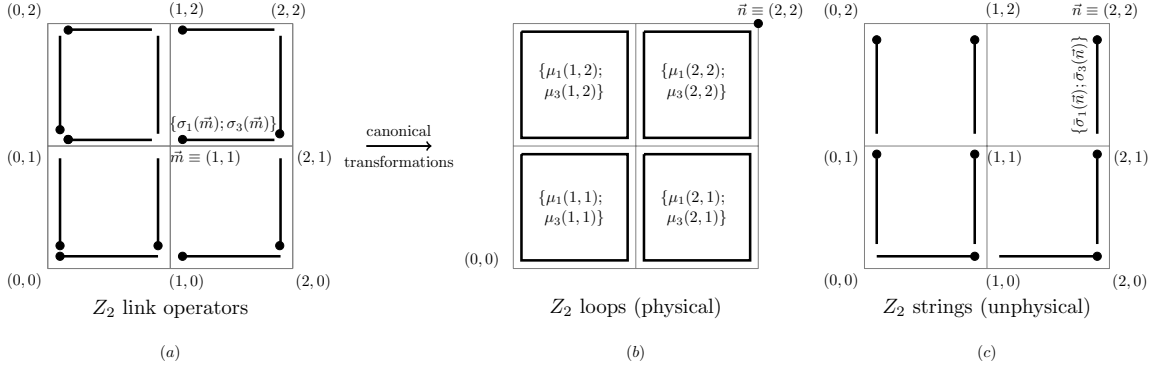 (0, 2)
(1, 2)
(2, 2)
{σ₁(m⃗); σ₃(m⃗)}
(0, 1)
m⃗ ≡ (1, 1)
(2, 1)
(0, 0)
(1, 0)
(2, 0)
Z₂ link operators
(a)
canonical
transformations
n⃗ ≡ (2, 2)
{μ₁(1, 2);
μ₃(1, 2)}
{μ₁(2, 2);
μ₃(2, 2)}
{μ₁(1, 1);
μ₃(1, 1)}
{μ₁(2, 1);
μ₃(2, 1)}
(0, 0)
Z₂ loops (physical)
(b)
(0, 2)
(1, 2)
n⃗ ≡ (2, 2)
{σ̄₁(n⃗); σ̄₃(n⃗)}
(0, 1)
(1, 1)
(2, 1)
(0, 0)
(1, 0)
(2, 0)
Z₂ strings (unphysical)
(c)